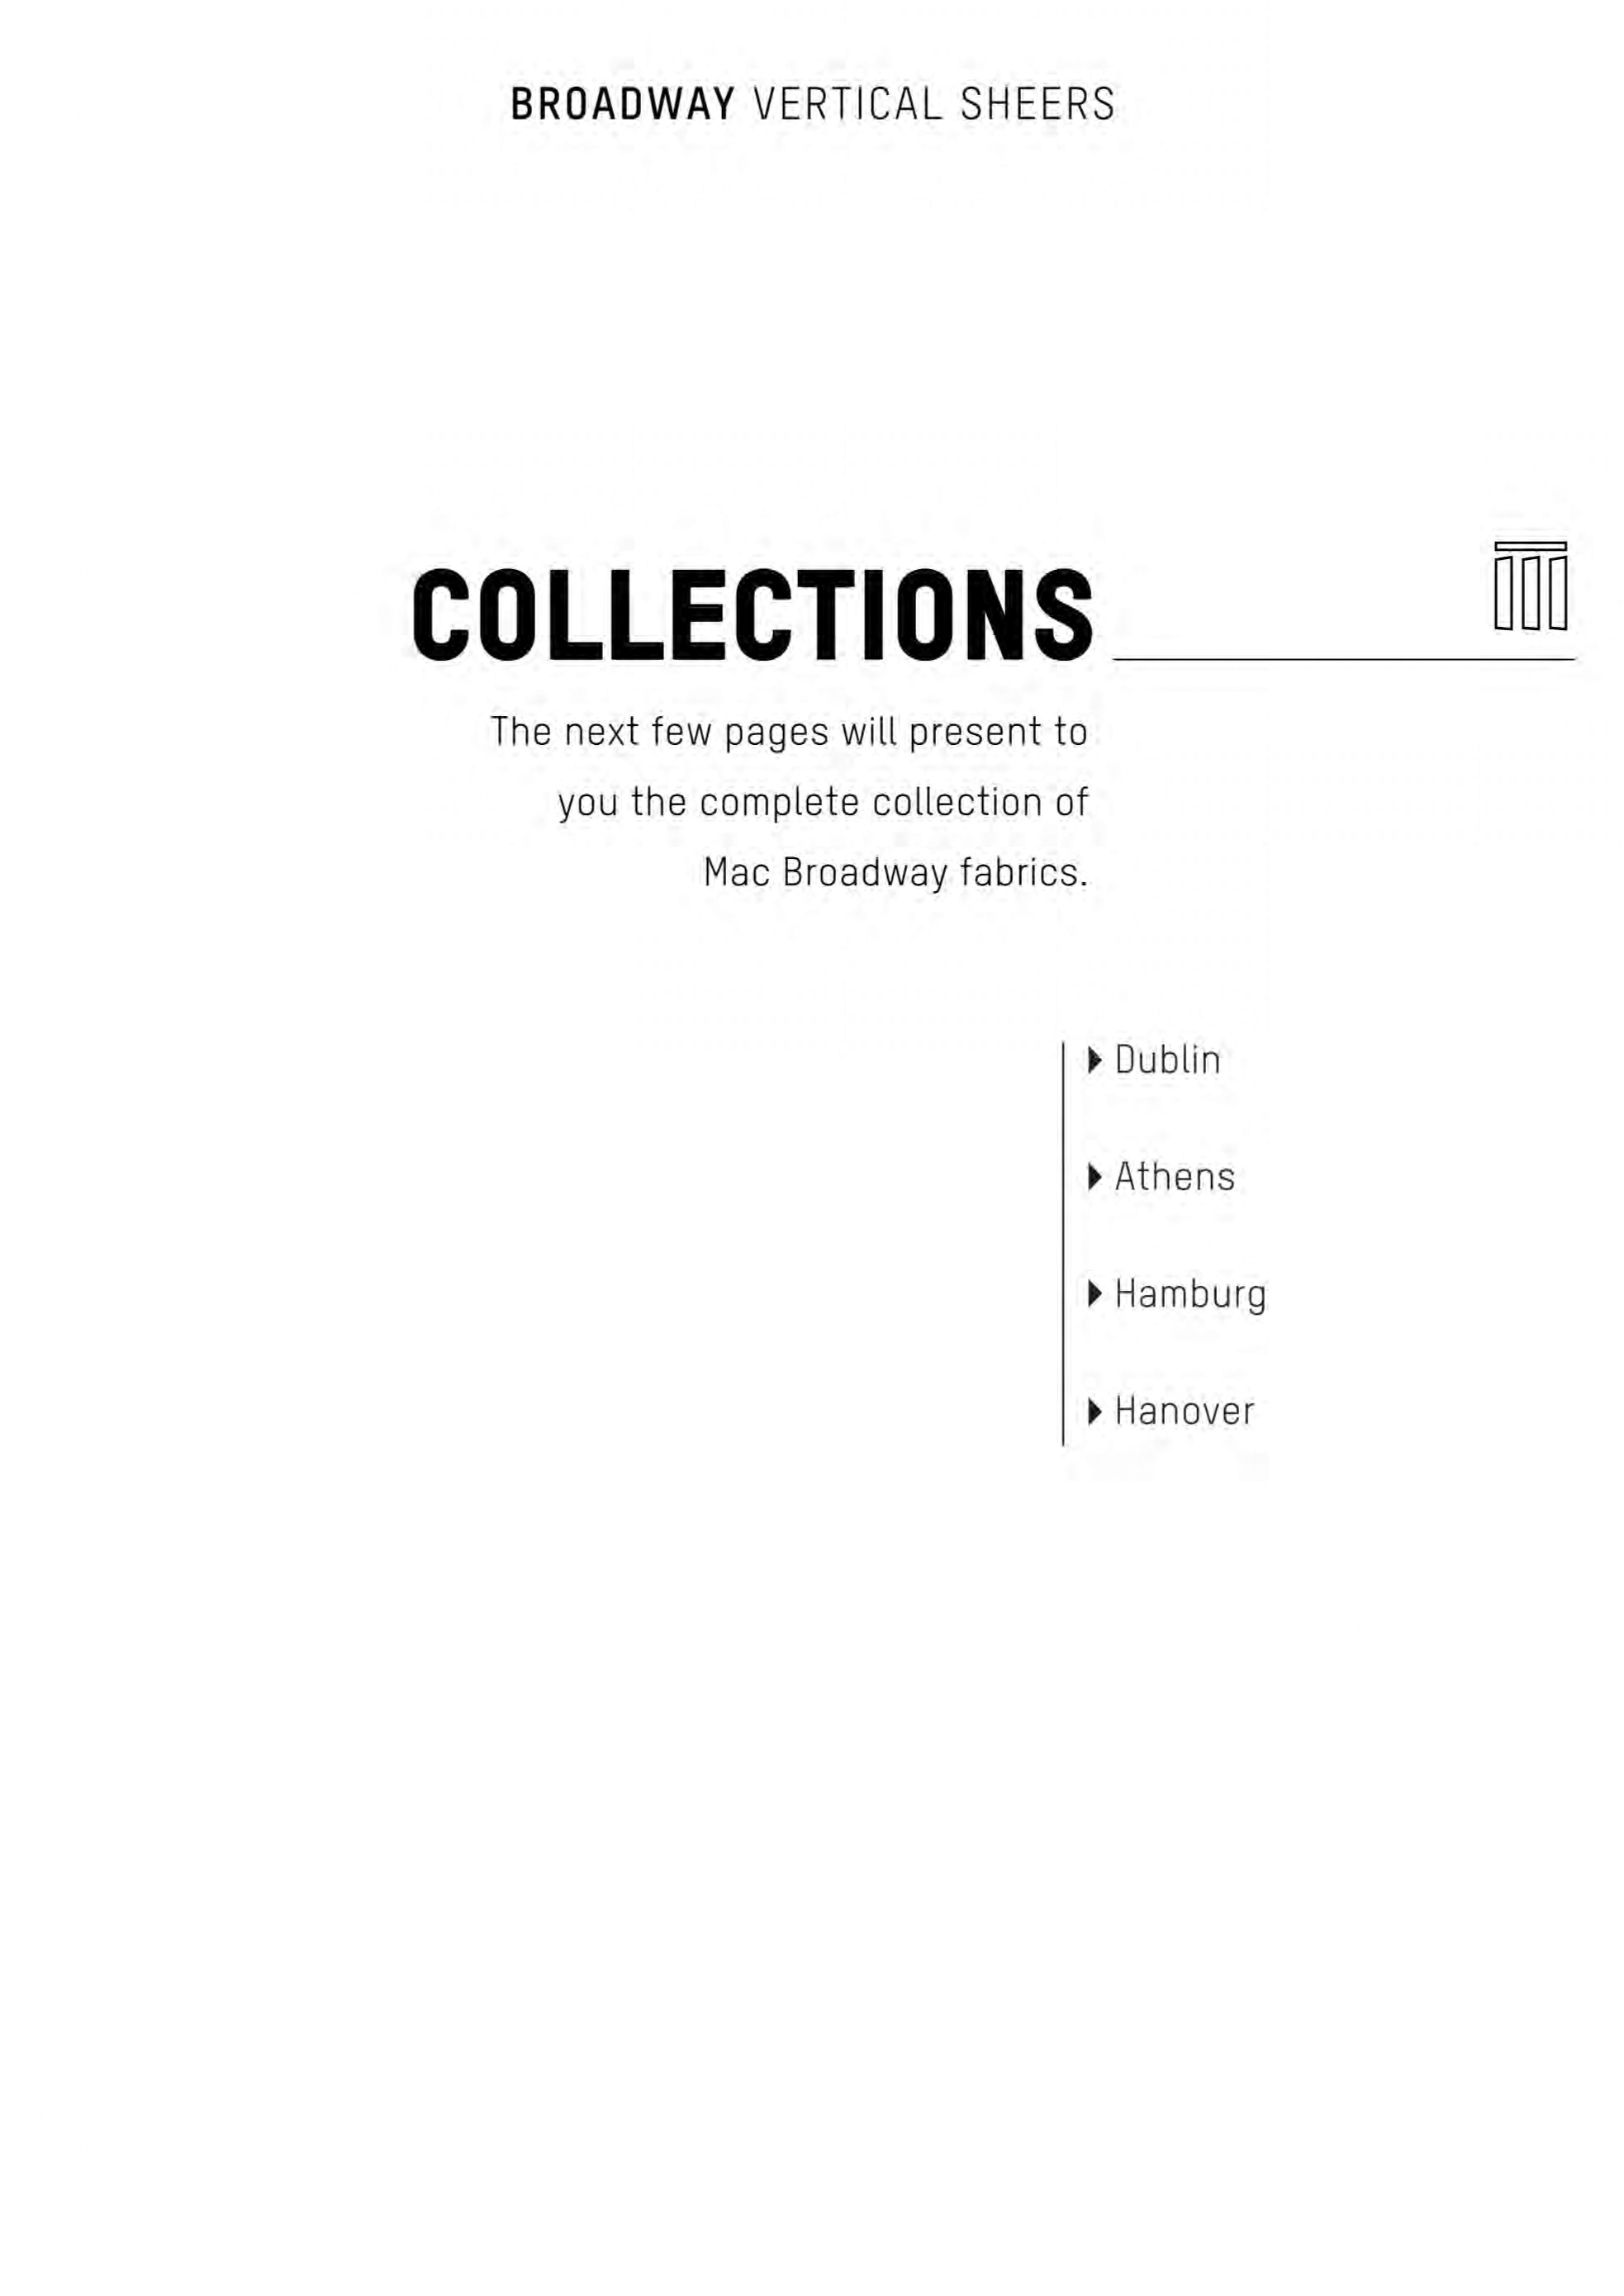 BROADWAY VERTICAL SHEERS
COLLECTIONS
The next few pages will present to
you the complete collection of
Mac Broadway fabrics.
Dublin
Athens
Hamburg
Hanover